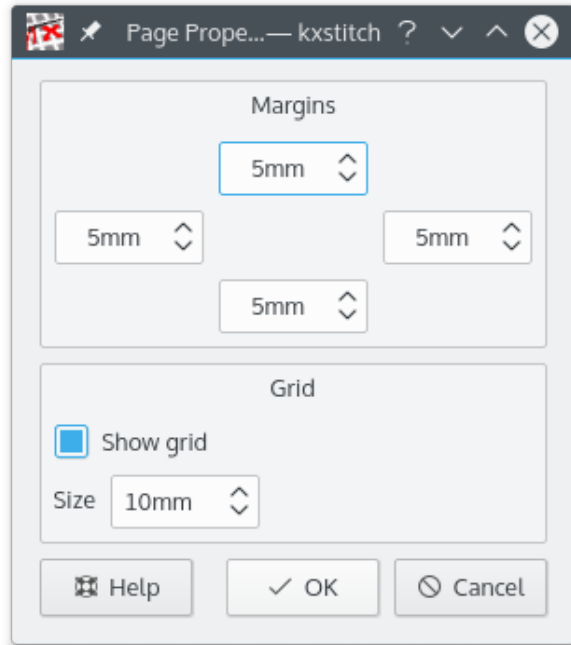 Page Prope...— kxstitch
Margins
5mm
5mm 5mm
5mm
Grid
Show grid
Size 10mm
Help OK Cancel